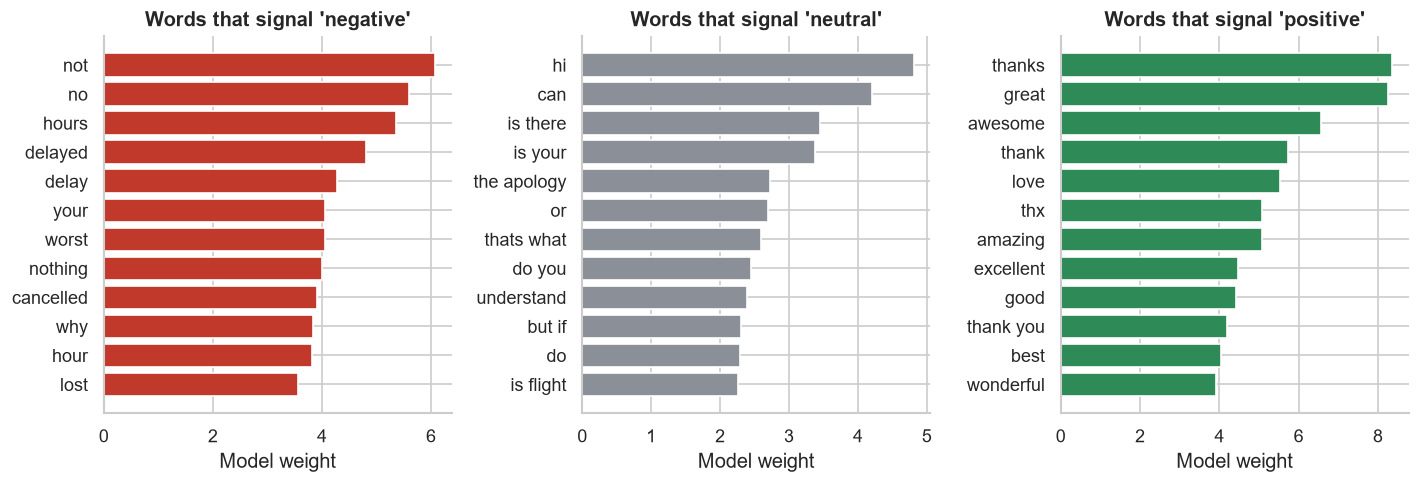 Words that signal 'negative'
not
no
hours
delayed
delay
your
worst
nothing
cancelled
why
hour
lost
0 2 4 6
Model weight
Words that signal 'neutral'
hi
can
is there
is your
the apology
or
thats what
do you
understand
but if
do
is flight
0 1 2 3 4 5
Model weight
Words that signal 'positive'
thanks
great
awesome
thank
love
thx
amazing
excellent
good
thank you
best
wonderful
0 2 4 6 8
Model weight